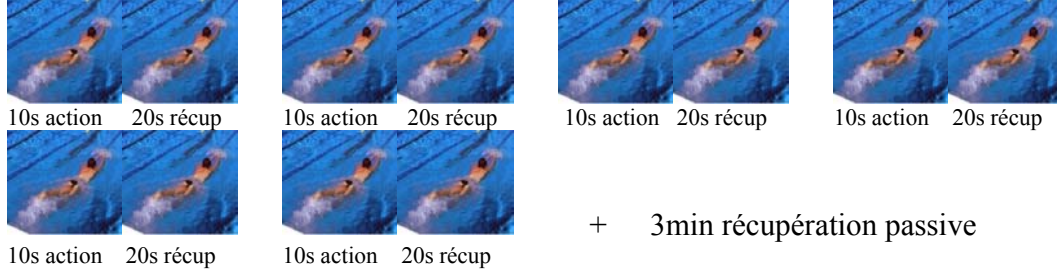 10s action 20s récup 10s action 20s récup 10s action 20s récup 10s action 20s récup
+ 3min récupération passive
10s action 20s récup 10s action 20s récup